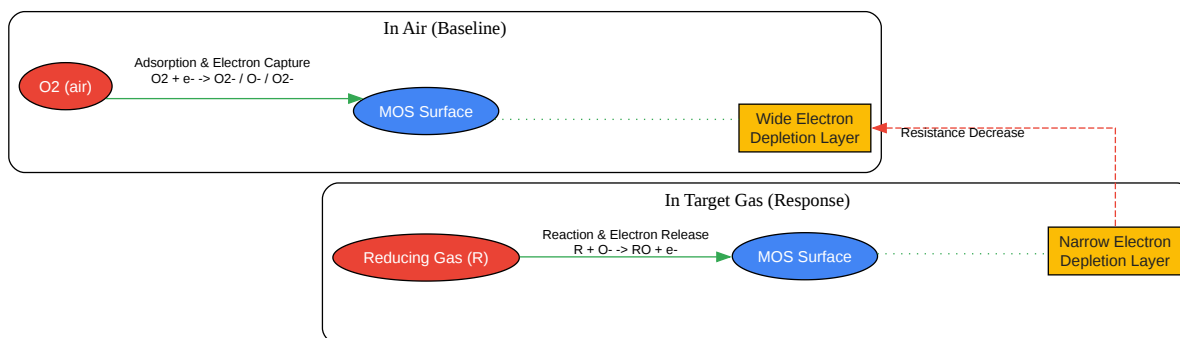 In Air (Baseline)
Adsorption & Electron Capture
O2 + e- -> O2- / O- / O2-
O2 (air)
MOS Surface
Wide Electron
Depletion Layer
Resistance Decrease
In Target Gas (Response)
Reaction & Electron Release
R + O- -> RO + e-
Reducing Gas (R)
MOS Surface
Narrow Electron
Depletion Layer